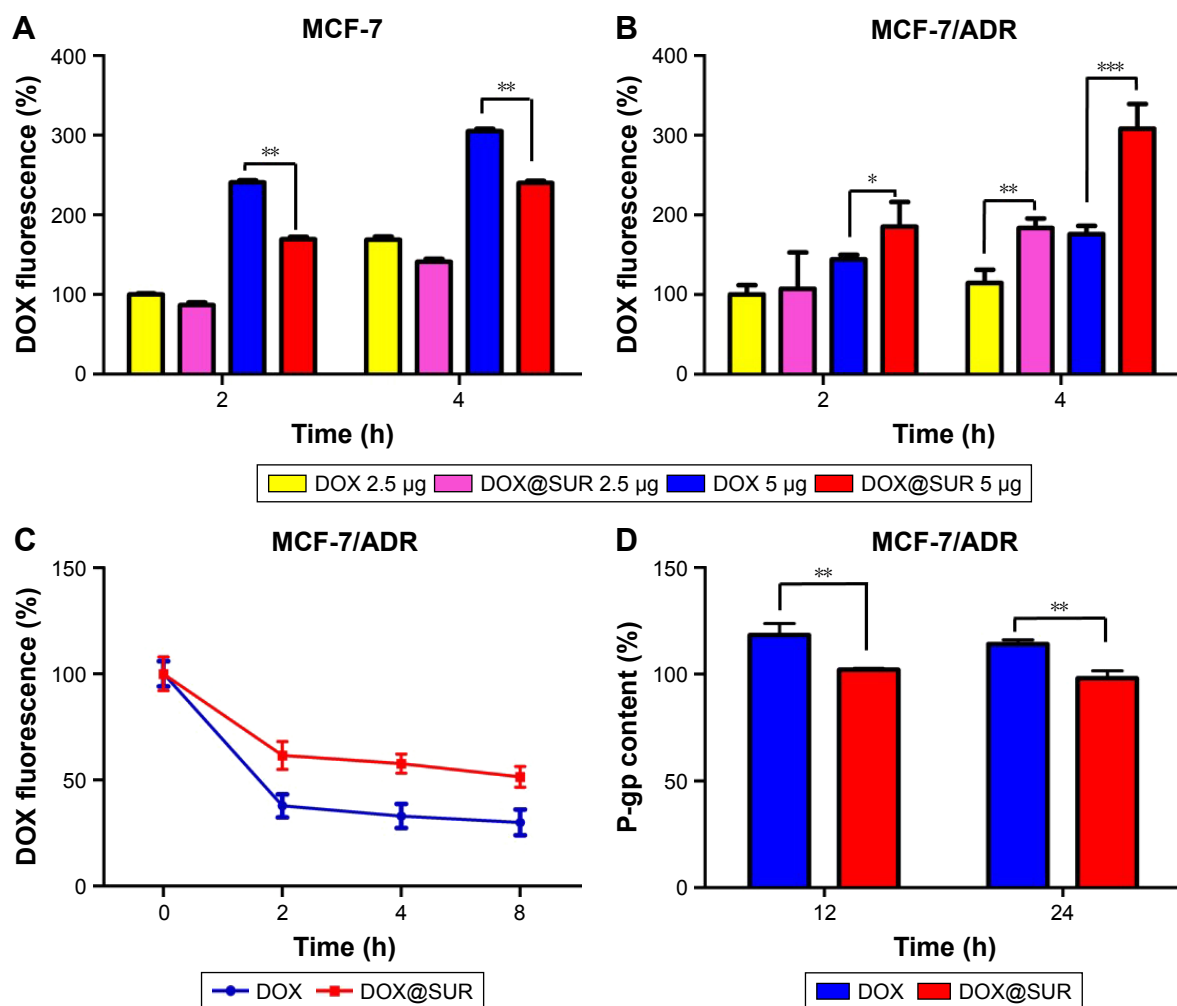 A
MCF-7
DOX fluorescence (%)
400
300
200
100
0
**
**
2
4
Time (h)
B
MCF-7/ADR
DOX fluorescence (%)
400
300
200
100
0
*
**
***
2
4
Time (h)
DOX 2.5 µg DOX@SUR 2.5 µg DOX 5 µg DOX@SUR 5 µg
C
MCF-7/ADR
DOX fluorescence (%)
150
100
50
0
0
2
4
8
Time (h)
DOX DOX@SUR
D
MCF-7/ADR
P-gp content (%)
150
100
50
0
**
**
12
24
Time (h)
DOX DOX@SUR